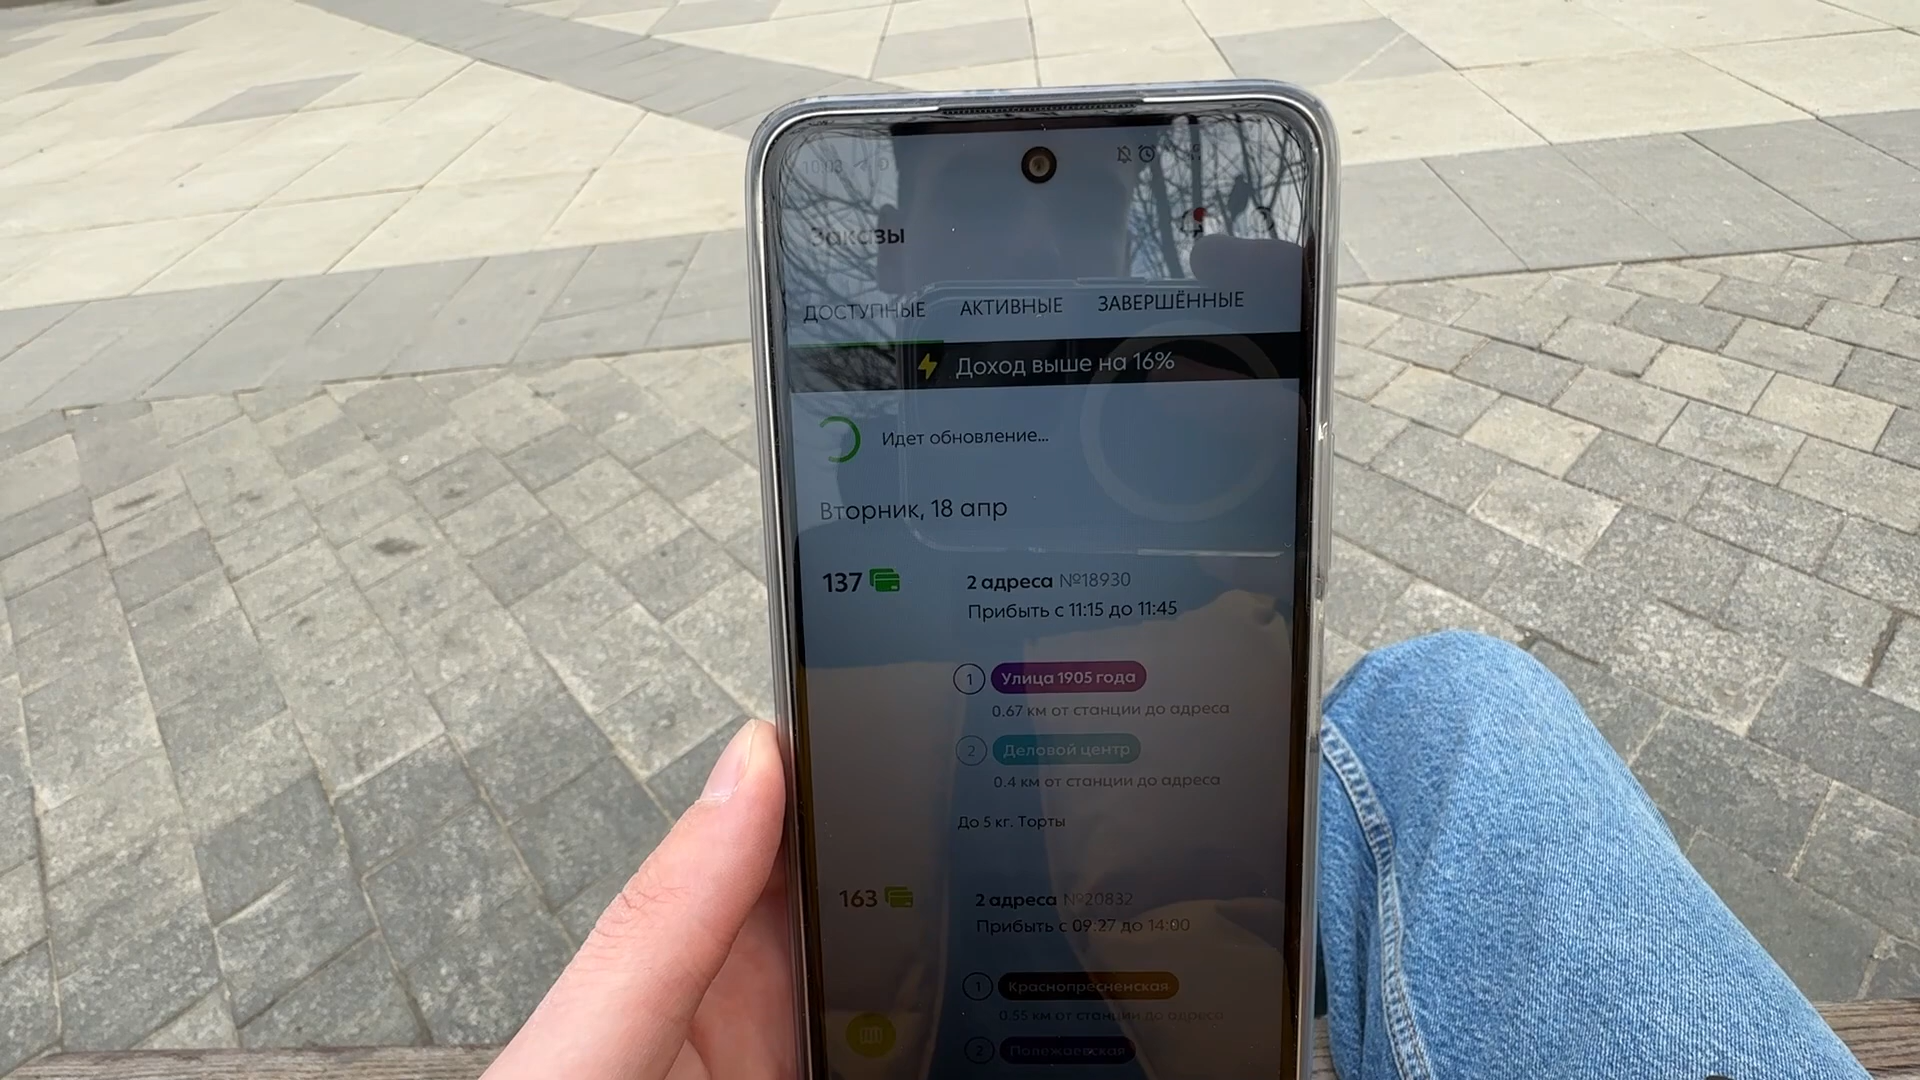 10:03
Заказы
ДОСТУПНЫЕ АКТИВНЫЕ ЗАВЕРШЁННЫЕ
Доход выше на 16%
Идет обновление...
Вторник, 18 апр
137 2 адреса №18930
Прибыть с 11:15 до 11:45
1 Улица 1905 года
0.67 км от станции до адреса
2 Деловой центр
0.4 км от станции до адреса
До 5 кг. Торты
163 2 адреса №20832
Прибыть с 09:27 до 14:00
1 Краснопресненская
0.55 км от станции до адреса
2 Полежаевская